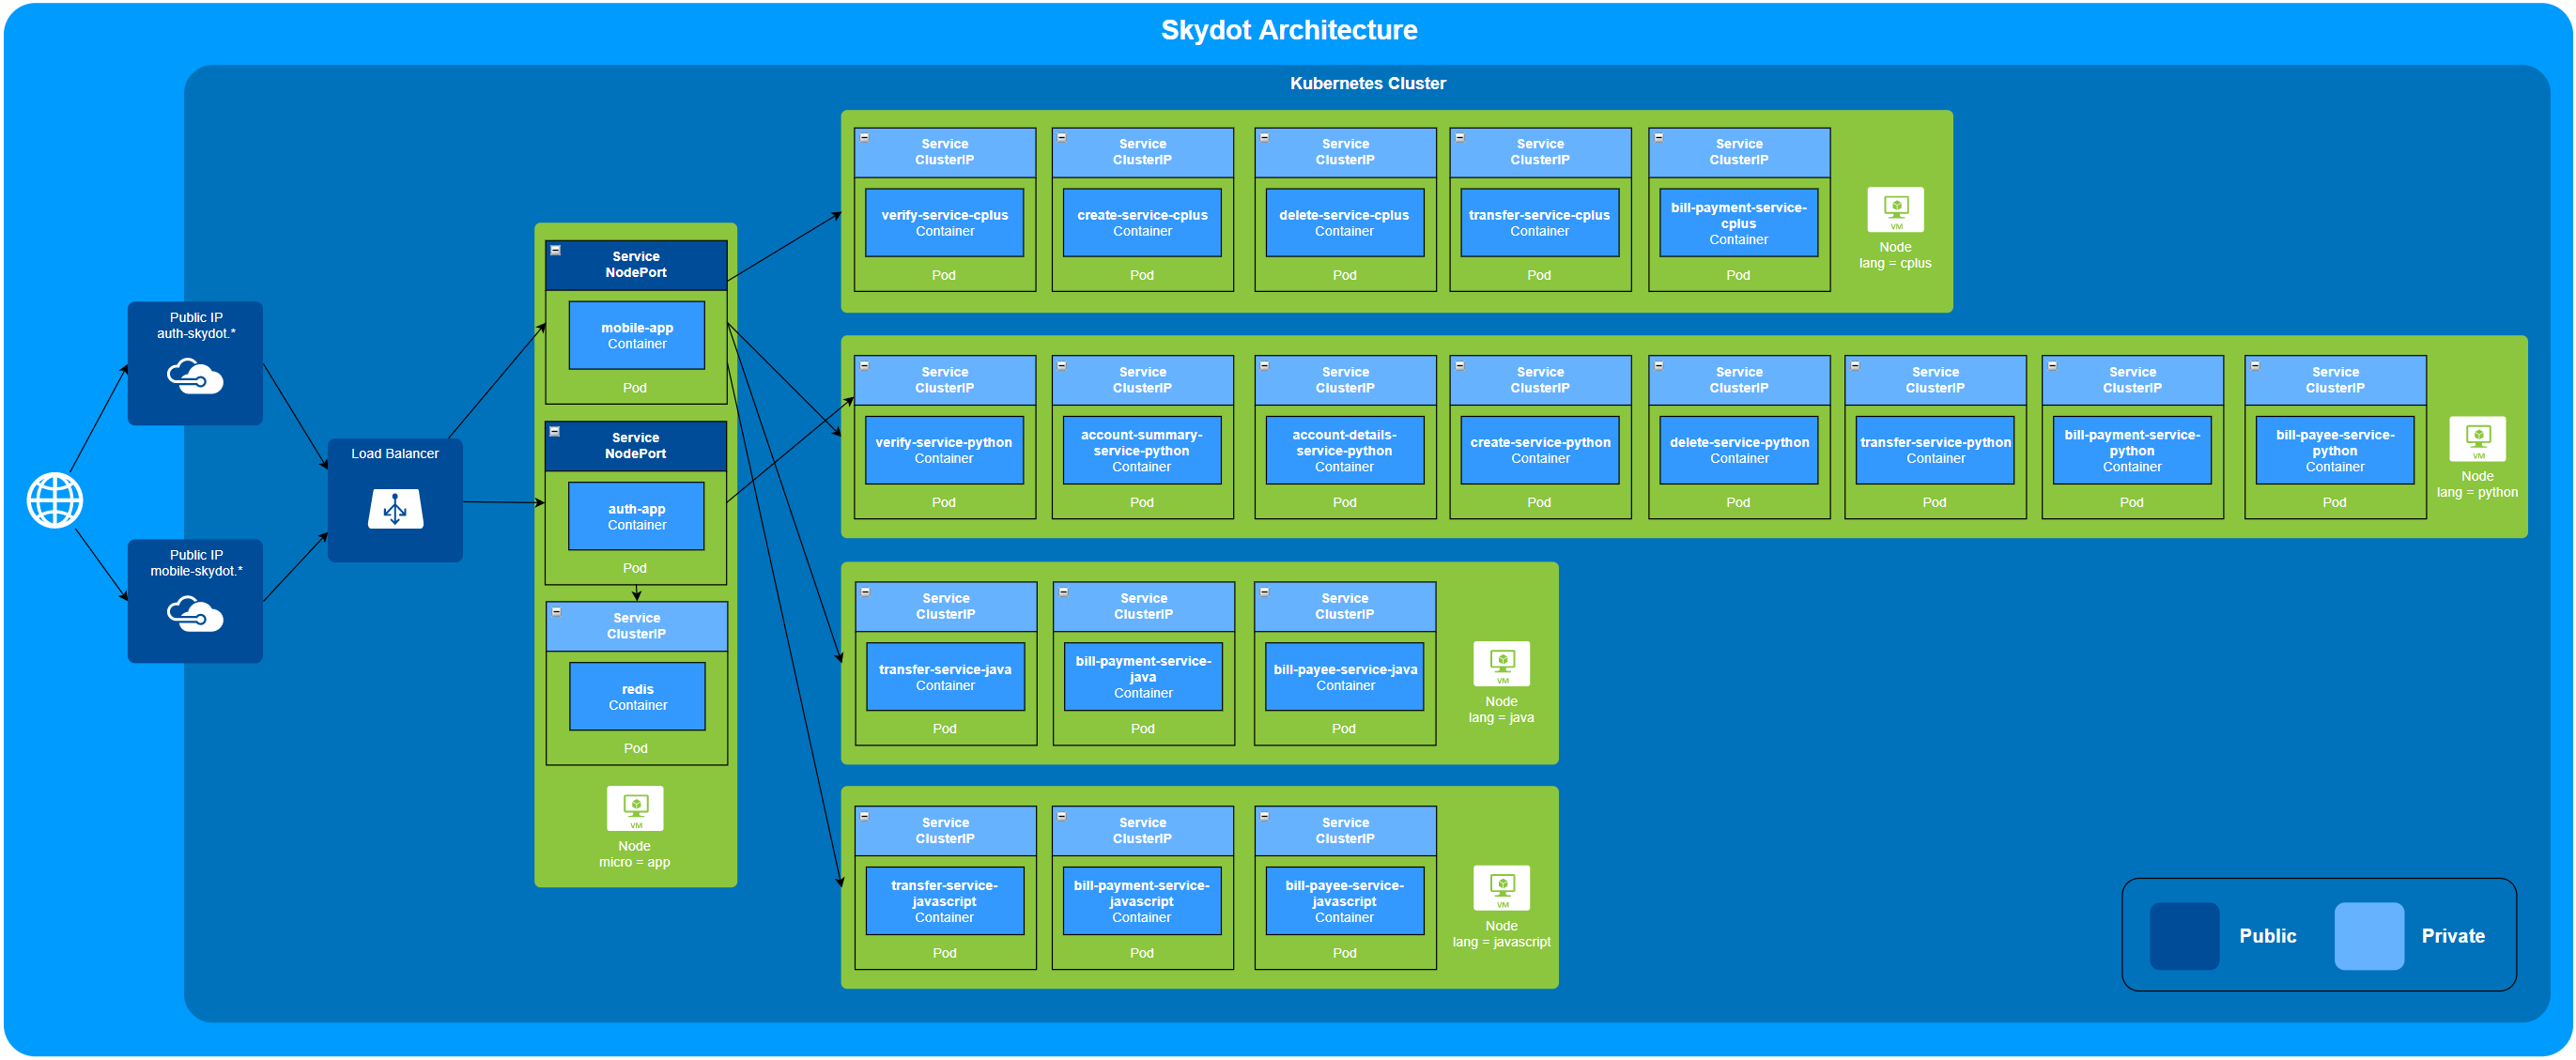 Skydot Architecture
Kubernetes Cluster
Public IP
auth-skydot.*
Public IP
mobile-skydot.*
Load Balancer
Service
NodePort
mobile-app
Container
Pod
Service
NodePort
auth-app
Container
Pod
Service
ClusterIP
redis
Container
Pod
VM
Node
micro = app
Service
ClusterIP
verify-service-cplus
Container
Pod
Service
ClusterIP
create-service-cplus
Container
Pod
Service
ClusterIP
delete-service-cplus
Container
Pod
Service
ClusterIP
transfer-service-cplus
Container
Pod
Service
ClusterIP
bill-payment-service-
cplus
Container
Pod
VM
Node
lang = cplus
Service
ClusterIP
verify-service-python
Container
Pod
Service
ClusterIP
account-summary-
service-python
Container
Pod
Service
ClusterIP
account-details-
service-python
Container
Pod
Service
ClusterIP
create-service-python
Container
Pod
Service
ClusterIP
delete-service-python
Container
Pod
Service
ClusterIP
transfer-service-python
Container
Pod
Service
ClusterIP
bill-payment-service-
python
Container
Pod
Service
ClusterIP
bill-payee-service-
python
Container
Pod
VM
Node
lang = python
Service
ClusterIP
transfer-service-java
Container
Pod
Service
ClusterIP
bill-payment-service-
java
Container
Pod
Service
ClusterIP
bill-payee-service-java
Container
Pod
VM
Node
lang = java
Service
ClusterIP
transfer-service-
javascript
Container
Pod
Service
ClusterIP
bill-payment-service-
javascript
Container
Pod
Service
ClusterIP
bill-payee-service-
javascript
Container
Pod
VM
Node
lang = javascript
Public
Private